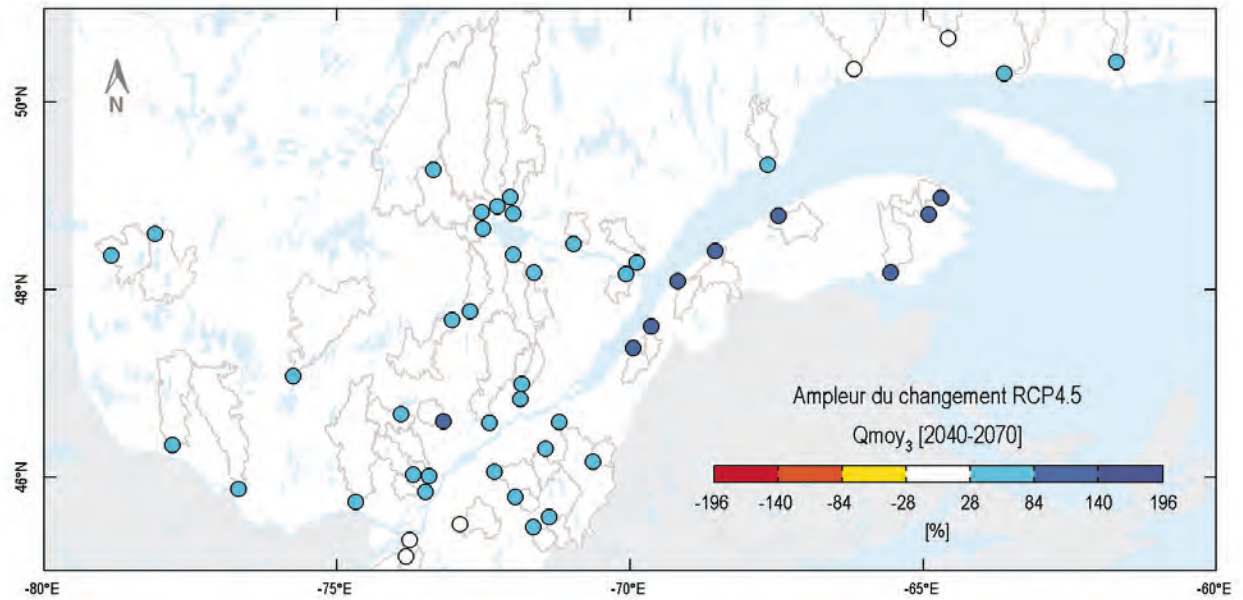 N
50°N
48°N
46°N
Ampleur du changement RCP4.5
Qmoy₃ [2040-2070]
-196 -140 -84 -28 28 84 140 196
[%]
-80°E -75°E -70°E -65°E -60°E